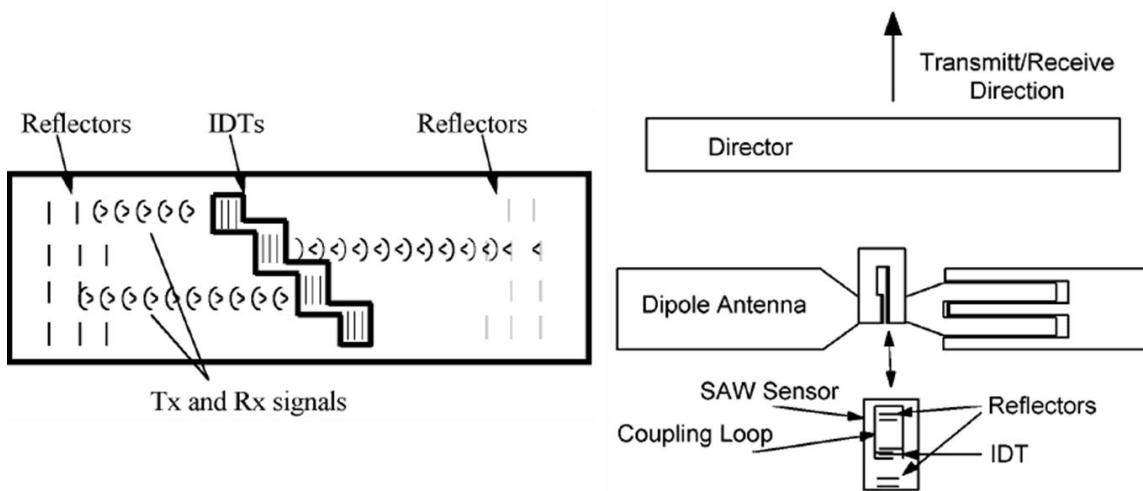 Reflectors
IDTs
Reflectors
Tx and Rx signals
Transmitt/Receive
Direction
Director
Dipole Antenna
SAW Sensor
Coupling Loop
Reflectors
IDT